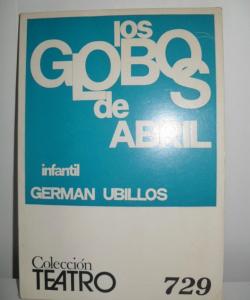 los
GLOBOS
de
ABRIL
infantil
GERMAN UBILLOS
Colección
TEATRO
729